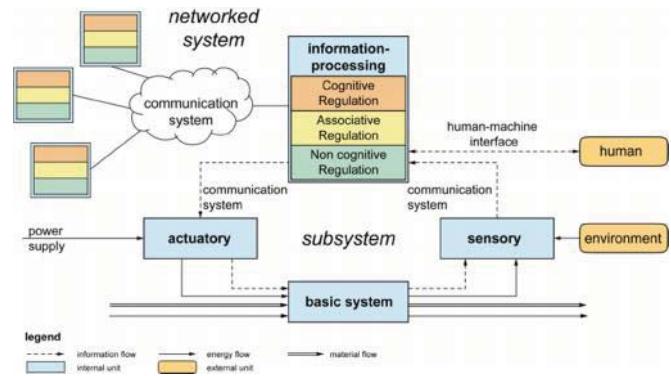 networked
system
information-
processing
Cognitive
Regulation
Associative
Regulation
Non cognitive
Regulation
communication
system
human-machine
interface
human
communication
system
communication
system
power
supply
actuatory
subsystem
sensory
environment
basic system
legend
information flow
energy flow
material flow
internal unit
external unit